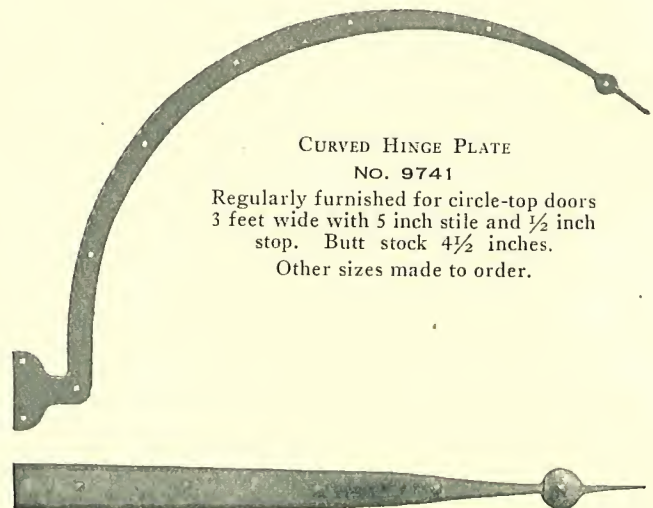 CURVED HINGE PLATE
No. 9741
Regularly furnished for circle-top doors
3 feet wide with 5 inch stile and ½ inch
stop. Butt stock 4½ inches.
Other sizes made to order.